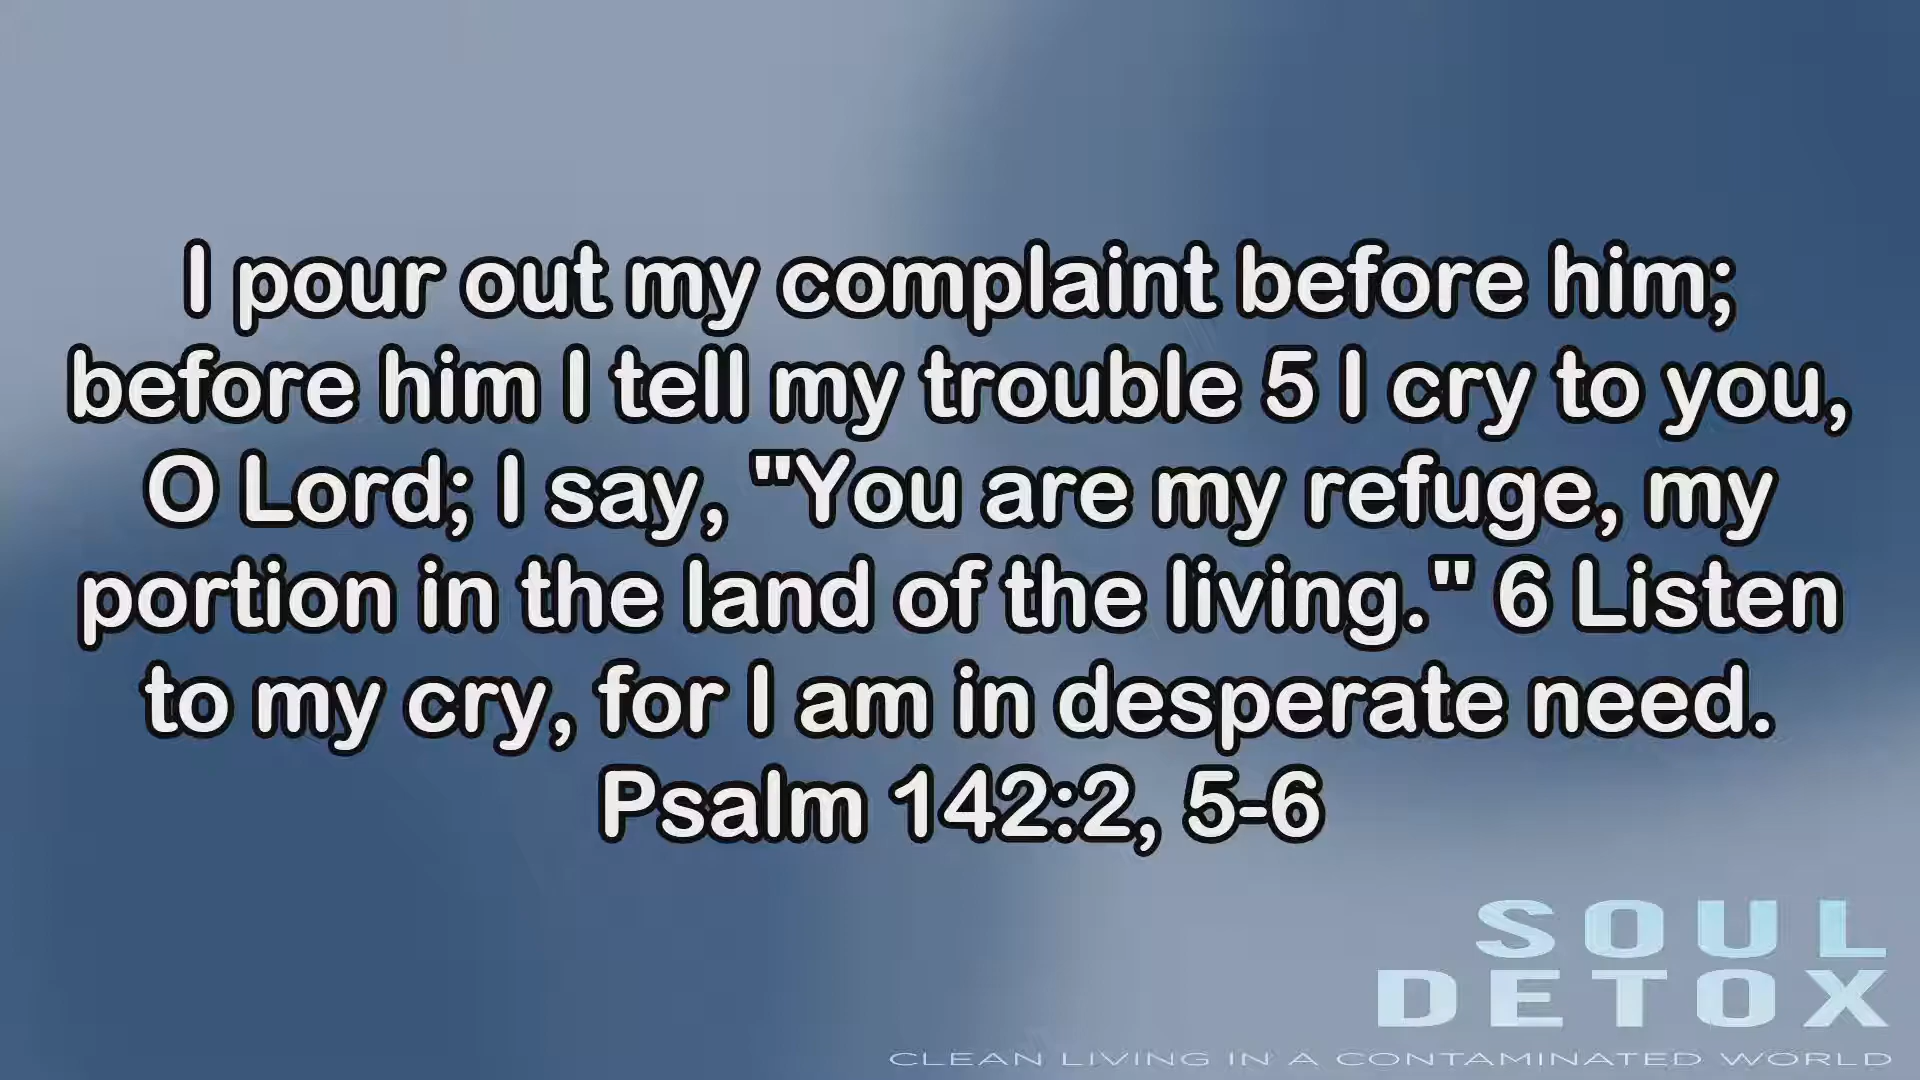 I pour out my complaint before him;
before him I tell my trouble 5 I cry to you,
O Lord; I say, "You are my refuge, my
portion in the land of the living." 6 Listen
to my cry, for I am in desperate need.
Psalm 142:2, 5-6
SOUL
DETOX
CLEAN LIVING IN A CONTAMINATED WORLD